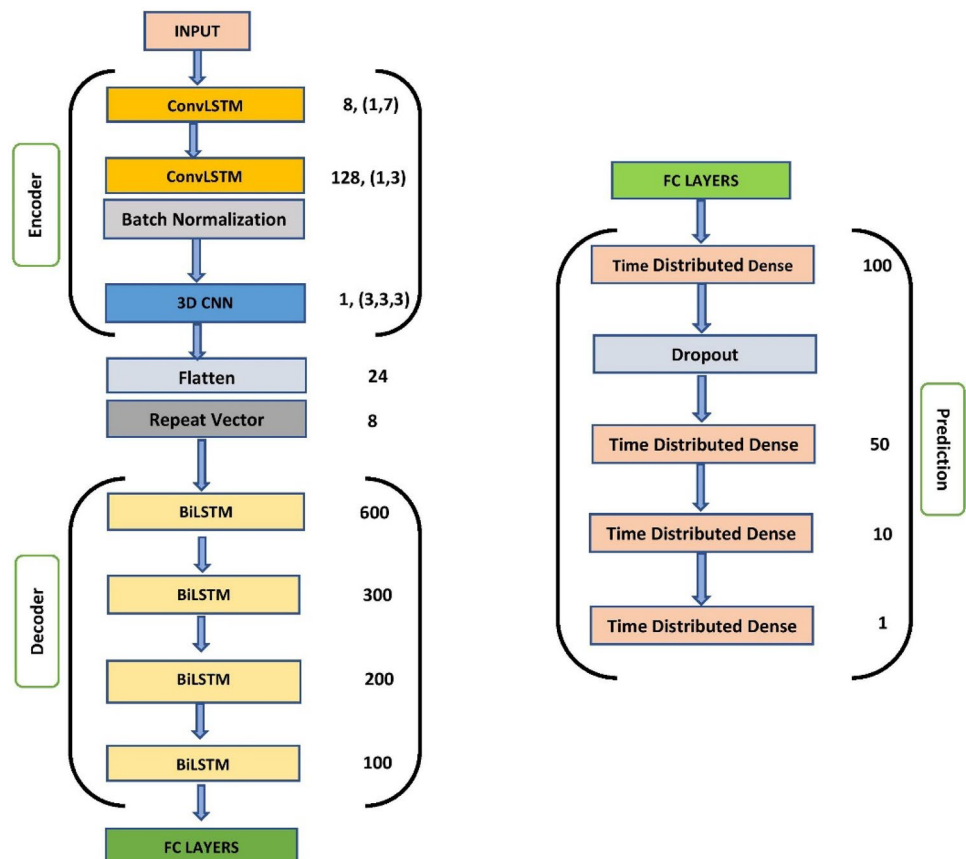 INPUT
Encoder
ConvLSTM 8, (1,7)
ConvLSTM 128, (1,3)
Batch Normalization
3D CNN 1, (3,3,3)
Flatten 24
Repeat Vector 8
Decoder
BiLSTM 600
BiLSTM 300
BiLSTM 200
BiLSTM 100
FC LAYERS
FC LAYERS
Time Distributed Dense 100
Dropout
Time Distributed Dense 50
Time Distributed Dense 10
Time Distributed Dense 1
Prediction